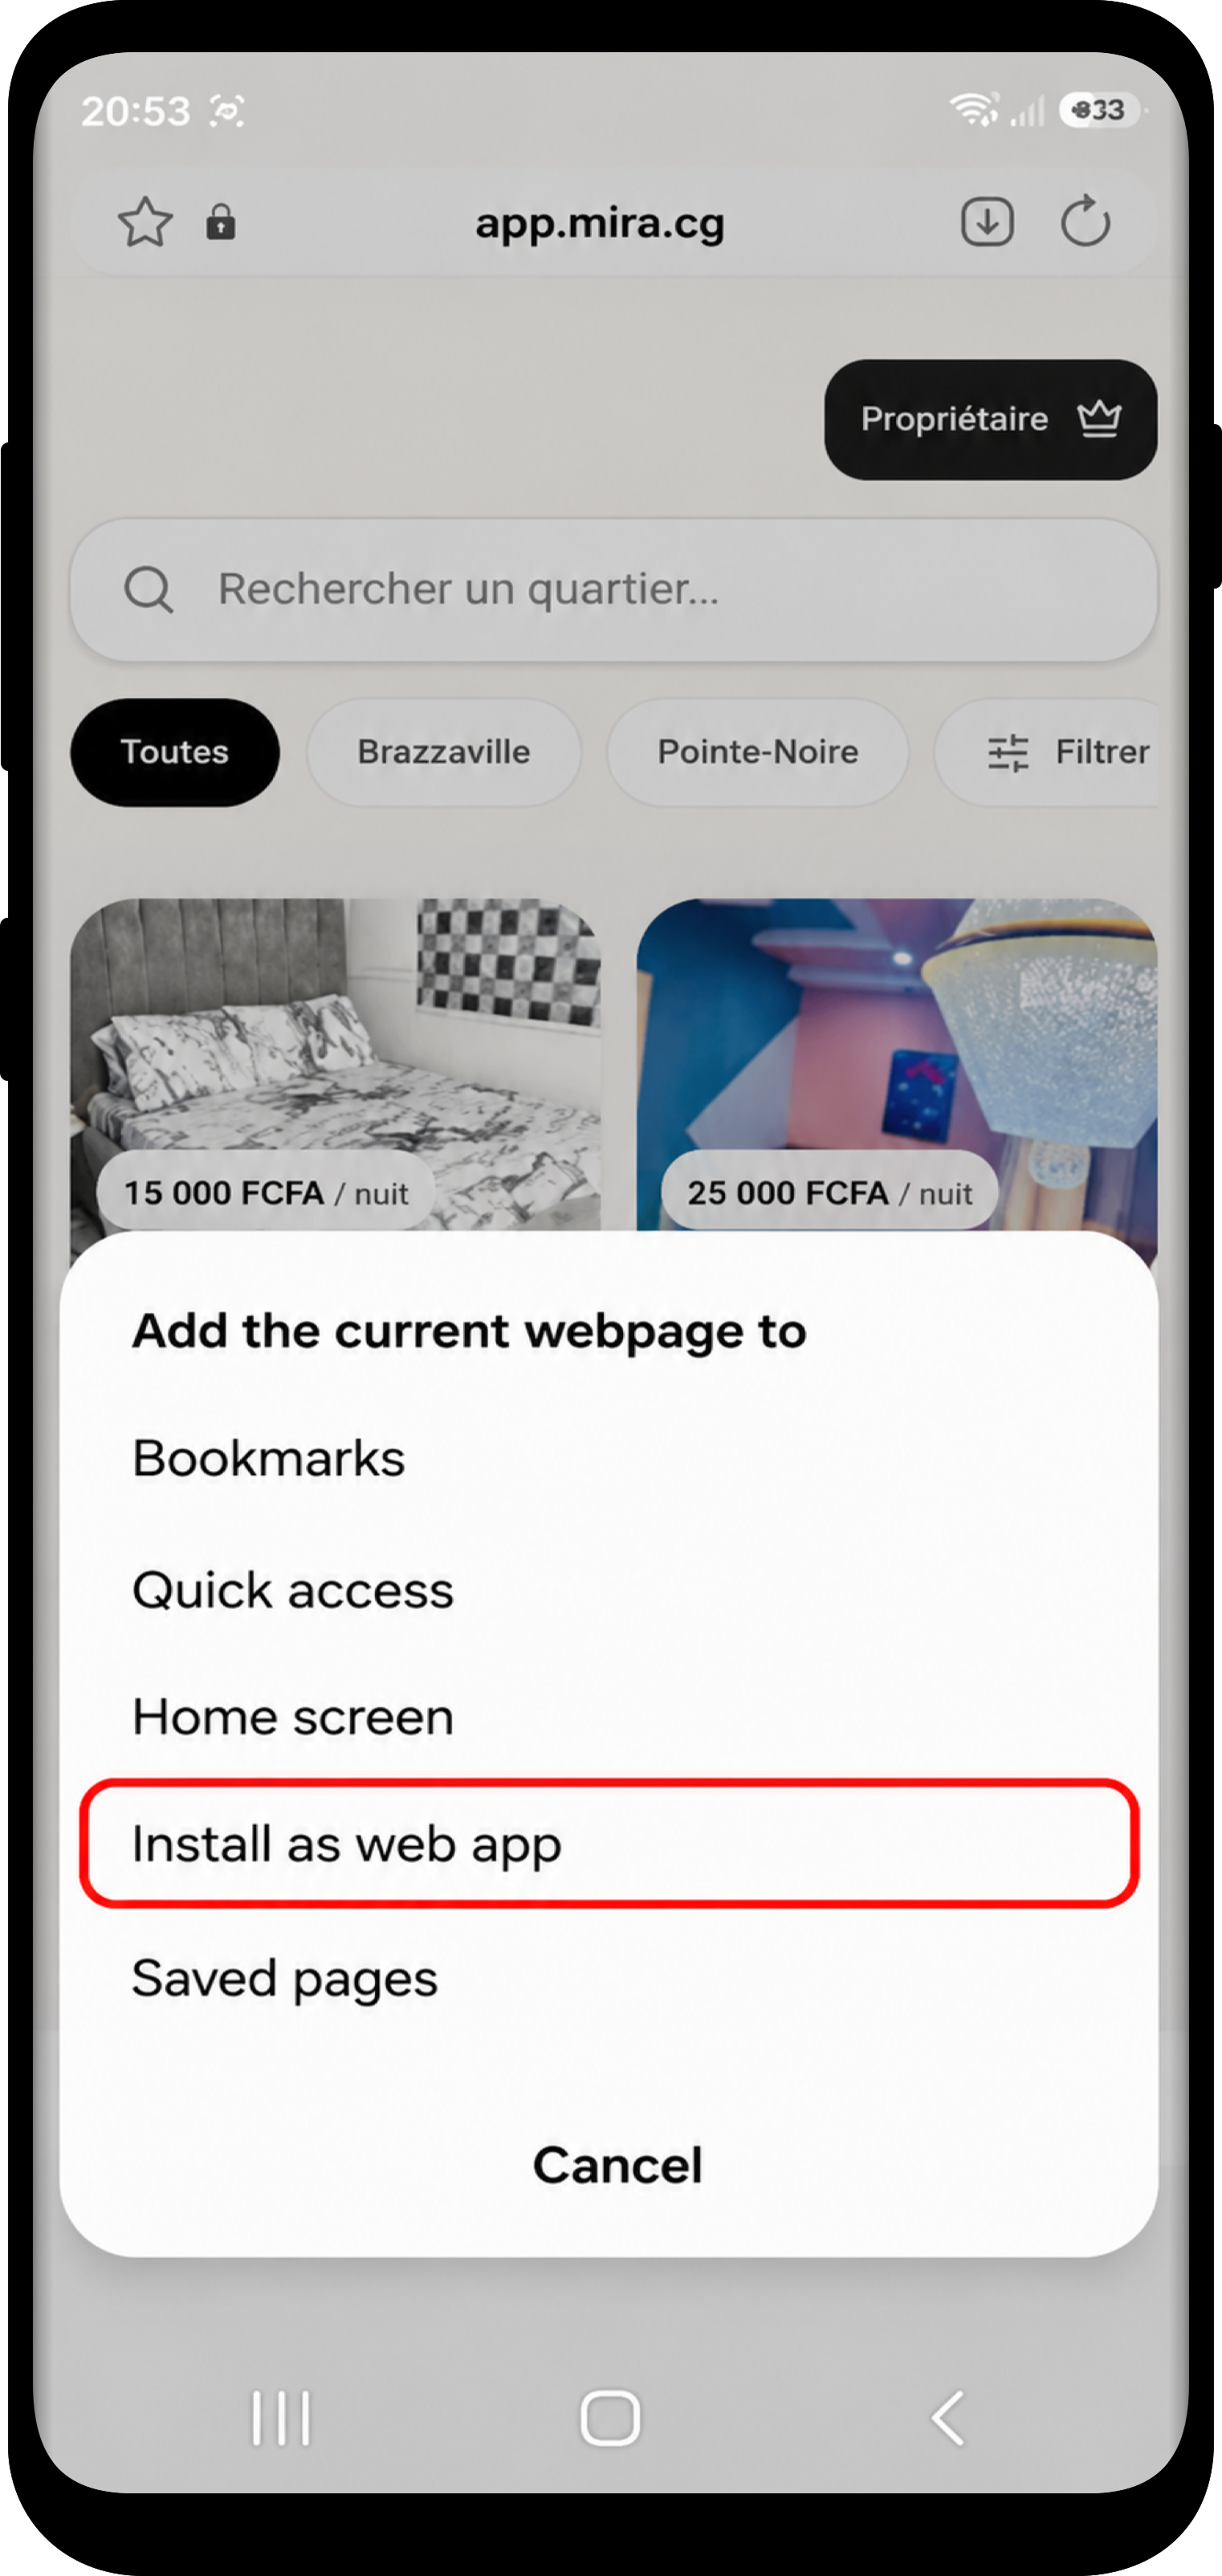 20:53
833
app.mira.cg
Propriétaire
Rechercher un quartier...
Toutes
Brazzaville
Pointe-Noire
Filtrer
15 000 FCFA / nuit
25 000 FCFA / nuit
Add the current webpage to
Bookmarks
Quick access
Home screen
Install as web app
Saved pages
Cancel